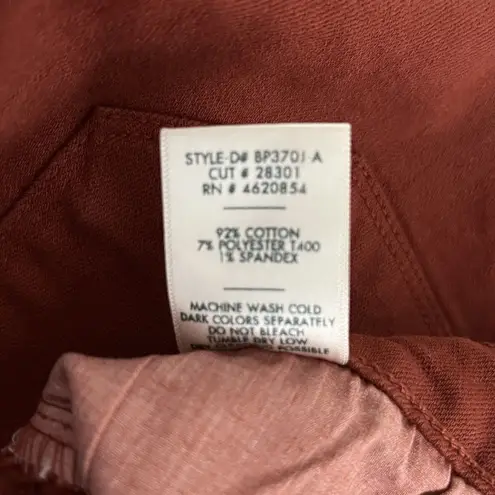 STYLE-D# BP3701-A
CUT # 28301
RN # 4620854
92% COTTON
7% POLYESTER T400
1% SPANDEX
MACHINE WASH COLD
DARK COLORS SEPARATELY
DO NOT BLEACH
TUMBLE DRY LOW
POSSIBLE